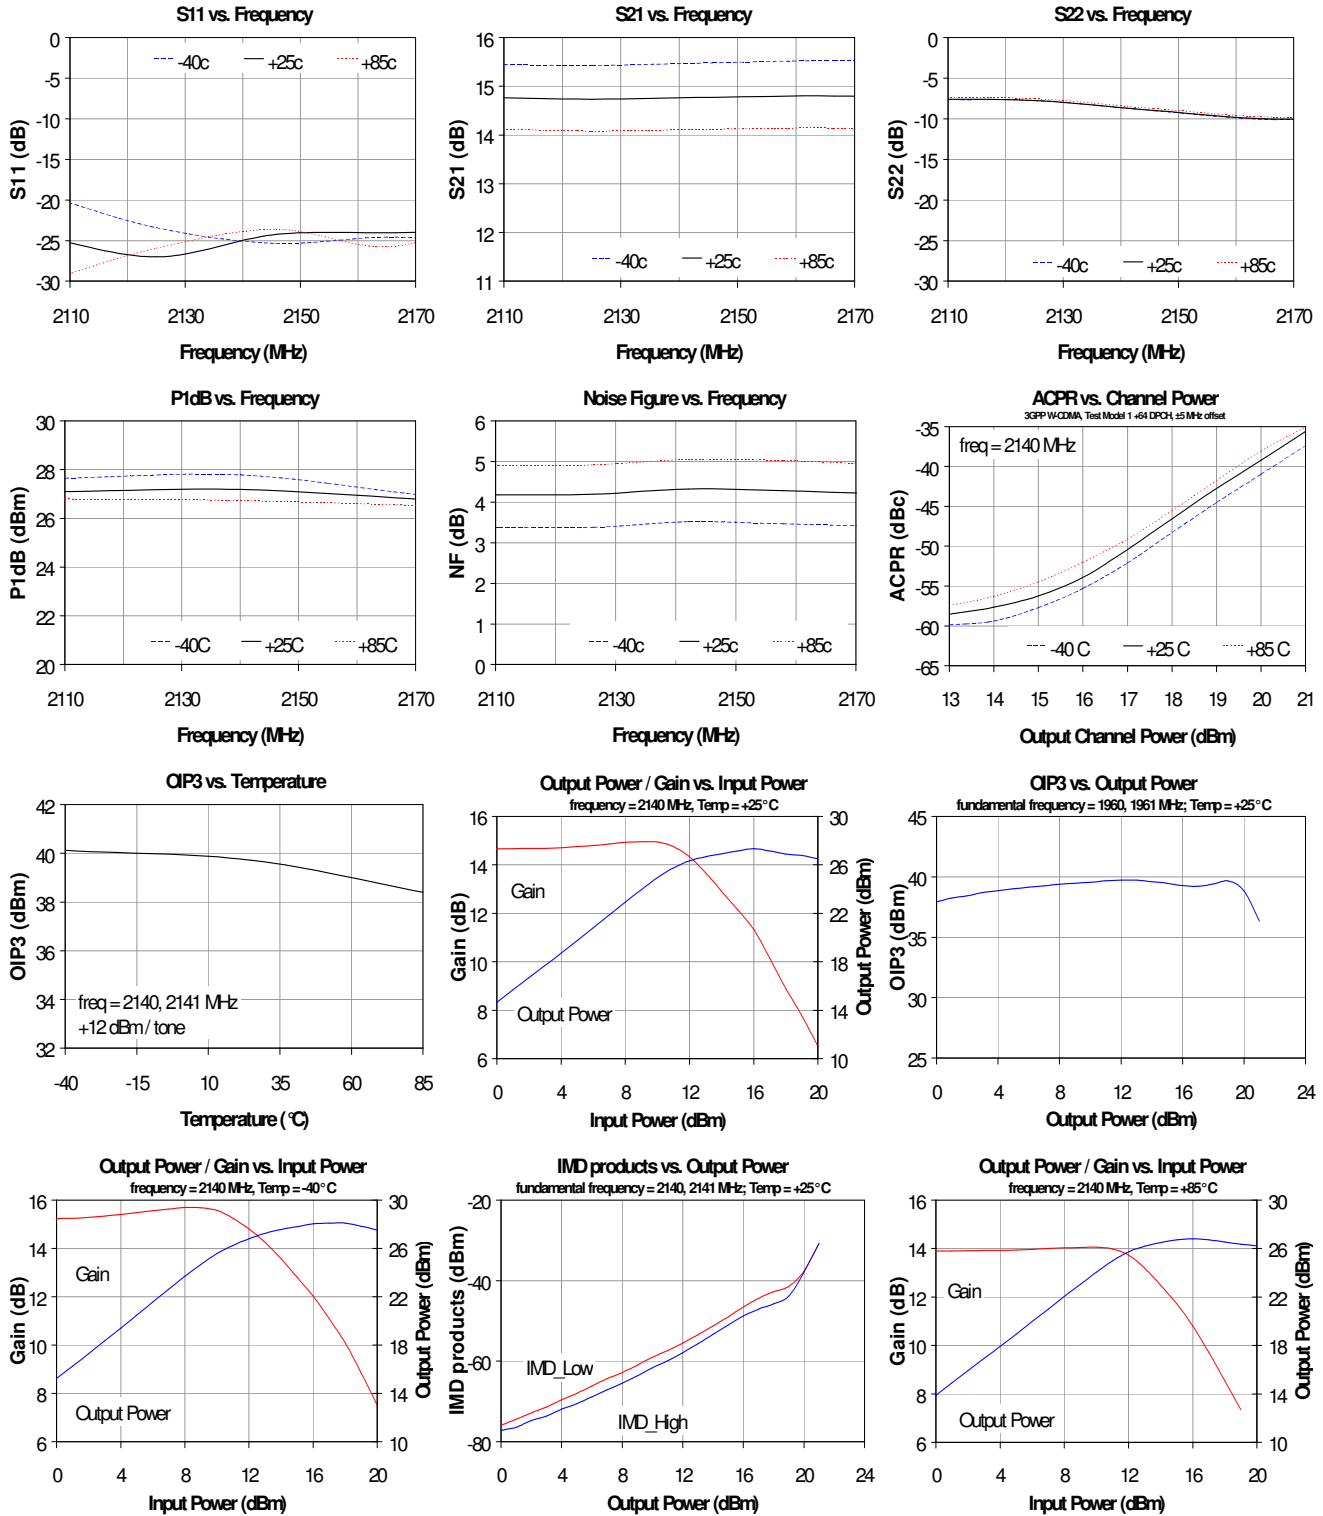 S11 vs. Frequency
0
-5
-10
-15
-20
-25
-30
S11 (dB)
-40c
+25c
+85c
2110
2130
2150
2170
Frequency (MHz)
S21 vs. Frequency
16
15
14
13
12
11
S21 (dB)
-40c
+25c
+85c
2110
2130
2150
2170
Frequency (MHz)
S22 vs. Frequency
0
-5
-10
-15
-20
-25
-30
S22 (dB)
-40c
+25c
+85c
2110
2130
2150
2170
Frequency (MHz)
P1dB vs. Frequency
30
28
26
24
22
20
P1dB (dBm)
-40C
+25C
+85C
2110
2130
2150
2170
Frequency (MHz)
Noise Figure vs. Frequency
6
5
4
3
2
1
0
NF (dB)
-40c
+25c
+85c
2110
2130
2150
2170
Frequency (MHz)
ACPR vs. Channel Power
3GPP W-CDMA, Test Model 1 +64 DPCH, ±5 MHz offset
freq = 2140 MHz
-35
-40
-45
-50
-55
-60
-65
ACPR (dBc)
-40 C
+25 C
+85 C
13
14
15
16
17
18
19
20
21
Output Channel Power (dBm)
OIP3 vs. Temperature
42
40
38
36
34
32
OIP3 (dBm)
freq = 2140, 2141 MHz
+12 dBm / tone
-40
-15
10
35
60
85
Temperature (°C)
Output Power / Gain vs. Input Power
frequency = 2140 MHz, Temp = +25° C
16
14
12
10
8
6
Gain (dB)
Gain
Output Power
30
26
22
18
14
10
Output Power (dBm)
0
4
8
12
16
20
Input Power (dBm)
OIP3 vs. Output Power
fundamental frequency = 1960, 1961 MHz; Temp = +25° C
45
40
35
30
25
OIP3 (dBm)
0
4
8
12
16
20
24
Output Power (dBm)
Output Power / Gain vs. Input Power
frequency = 2140 MHz, Temp = -40° C
16
14
12
10
8
6
Gain (dB)
Gain
Output Power
30
26
22
18
14
10
Output Power (dBm)
0
4
8
12
16
20
Input Power (dBm)
IMD products vs. Output Power
fundamental frequency = 2140, 2141 MHz; Temp = +25° C
-20
-40
-60
-80
IMD products (dBm)
IMD_Low
IMD_High
0
4
8
12
16
20
24
Output Power (dBm)
Output Power / Gain vs. Input Power
frequency = 2140 MHz, Temp = +85° C
16
14
12
10
8
6
Gain (dB)
Gain
Output Power
30
26
22
18
14
10
Output Power (dBm)
0
4
8
12
16
20
Input Power (dBm)